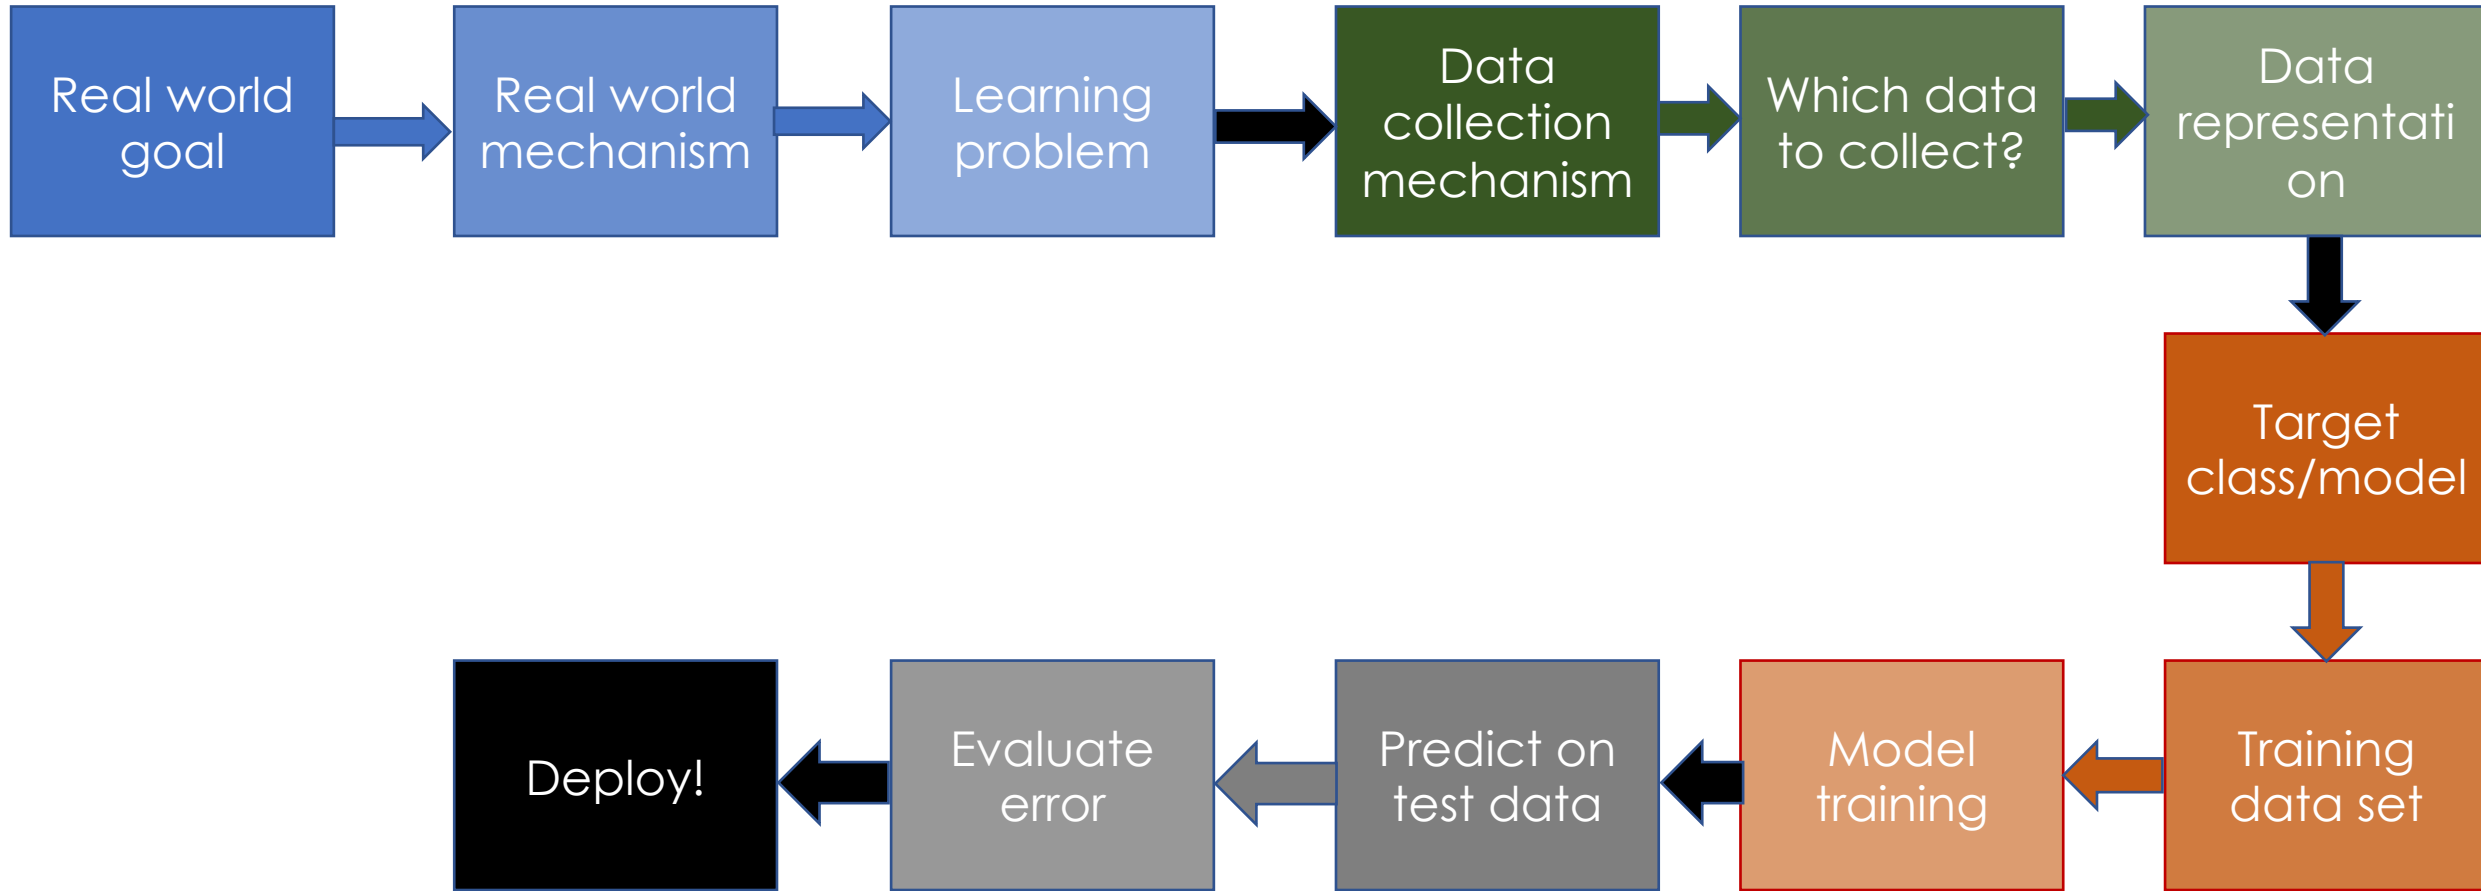 Real world
goal
Real world
mechanism
Learning
problem
Data
collection
mechanism
Which data
to collect?
Data
representati
on
Target
class/model
Training
data set
Model
training
Predict on
test data
Evaluate
error
Deploy!